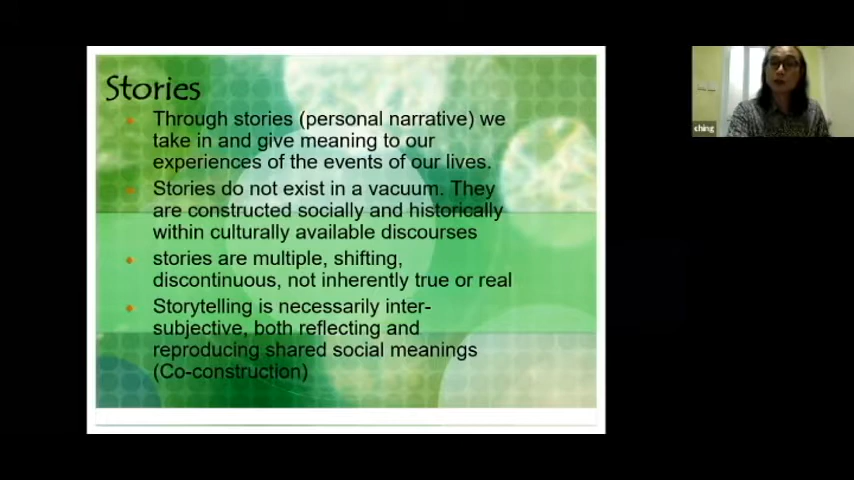 Stories
Through stories (personal narrative) we
take in and give meaning to our
experiences of the events of our lives.
Stories do not exist in a vacuum. They
are constructed socially and historically
within culturally available discourses
stories are multiple, shifting,
discontinuous, not inherently true or real
Storytelling is necessarily inter-
subjective, both reflecting and
reproducing shared social meanings
(Co-construction)
ching